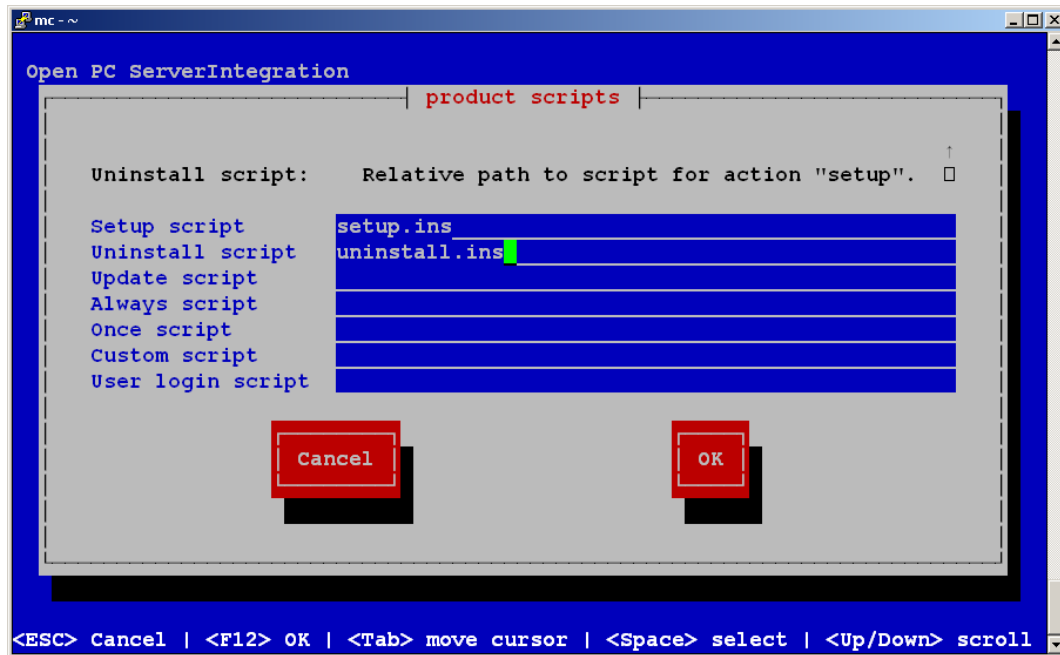 mc - ~
Open PC ServerIntegration
product scripts
↑
Uninstall script: Relative path to script for action "setup".
Setup script setup.ins
Uninstall script uninstall.ins
Update script
Always script
Once script
Custom script
User login script
Cancel OK
<ESC> Cancel | <F12> OK | <Tab> move cursor | <Space> select | <Up/Down> scroll